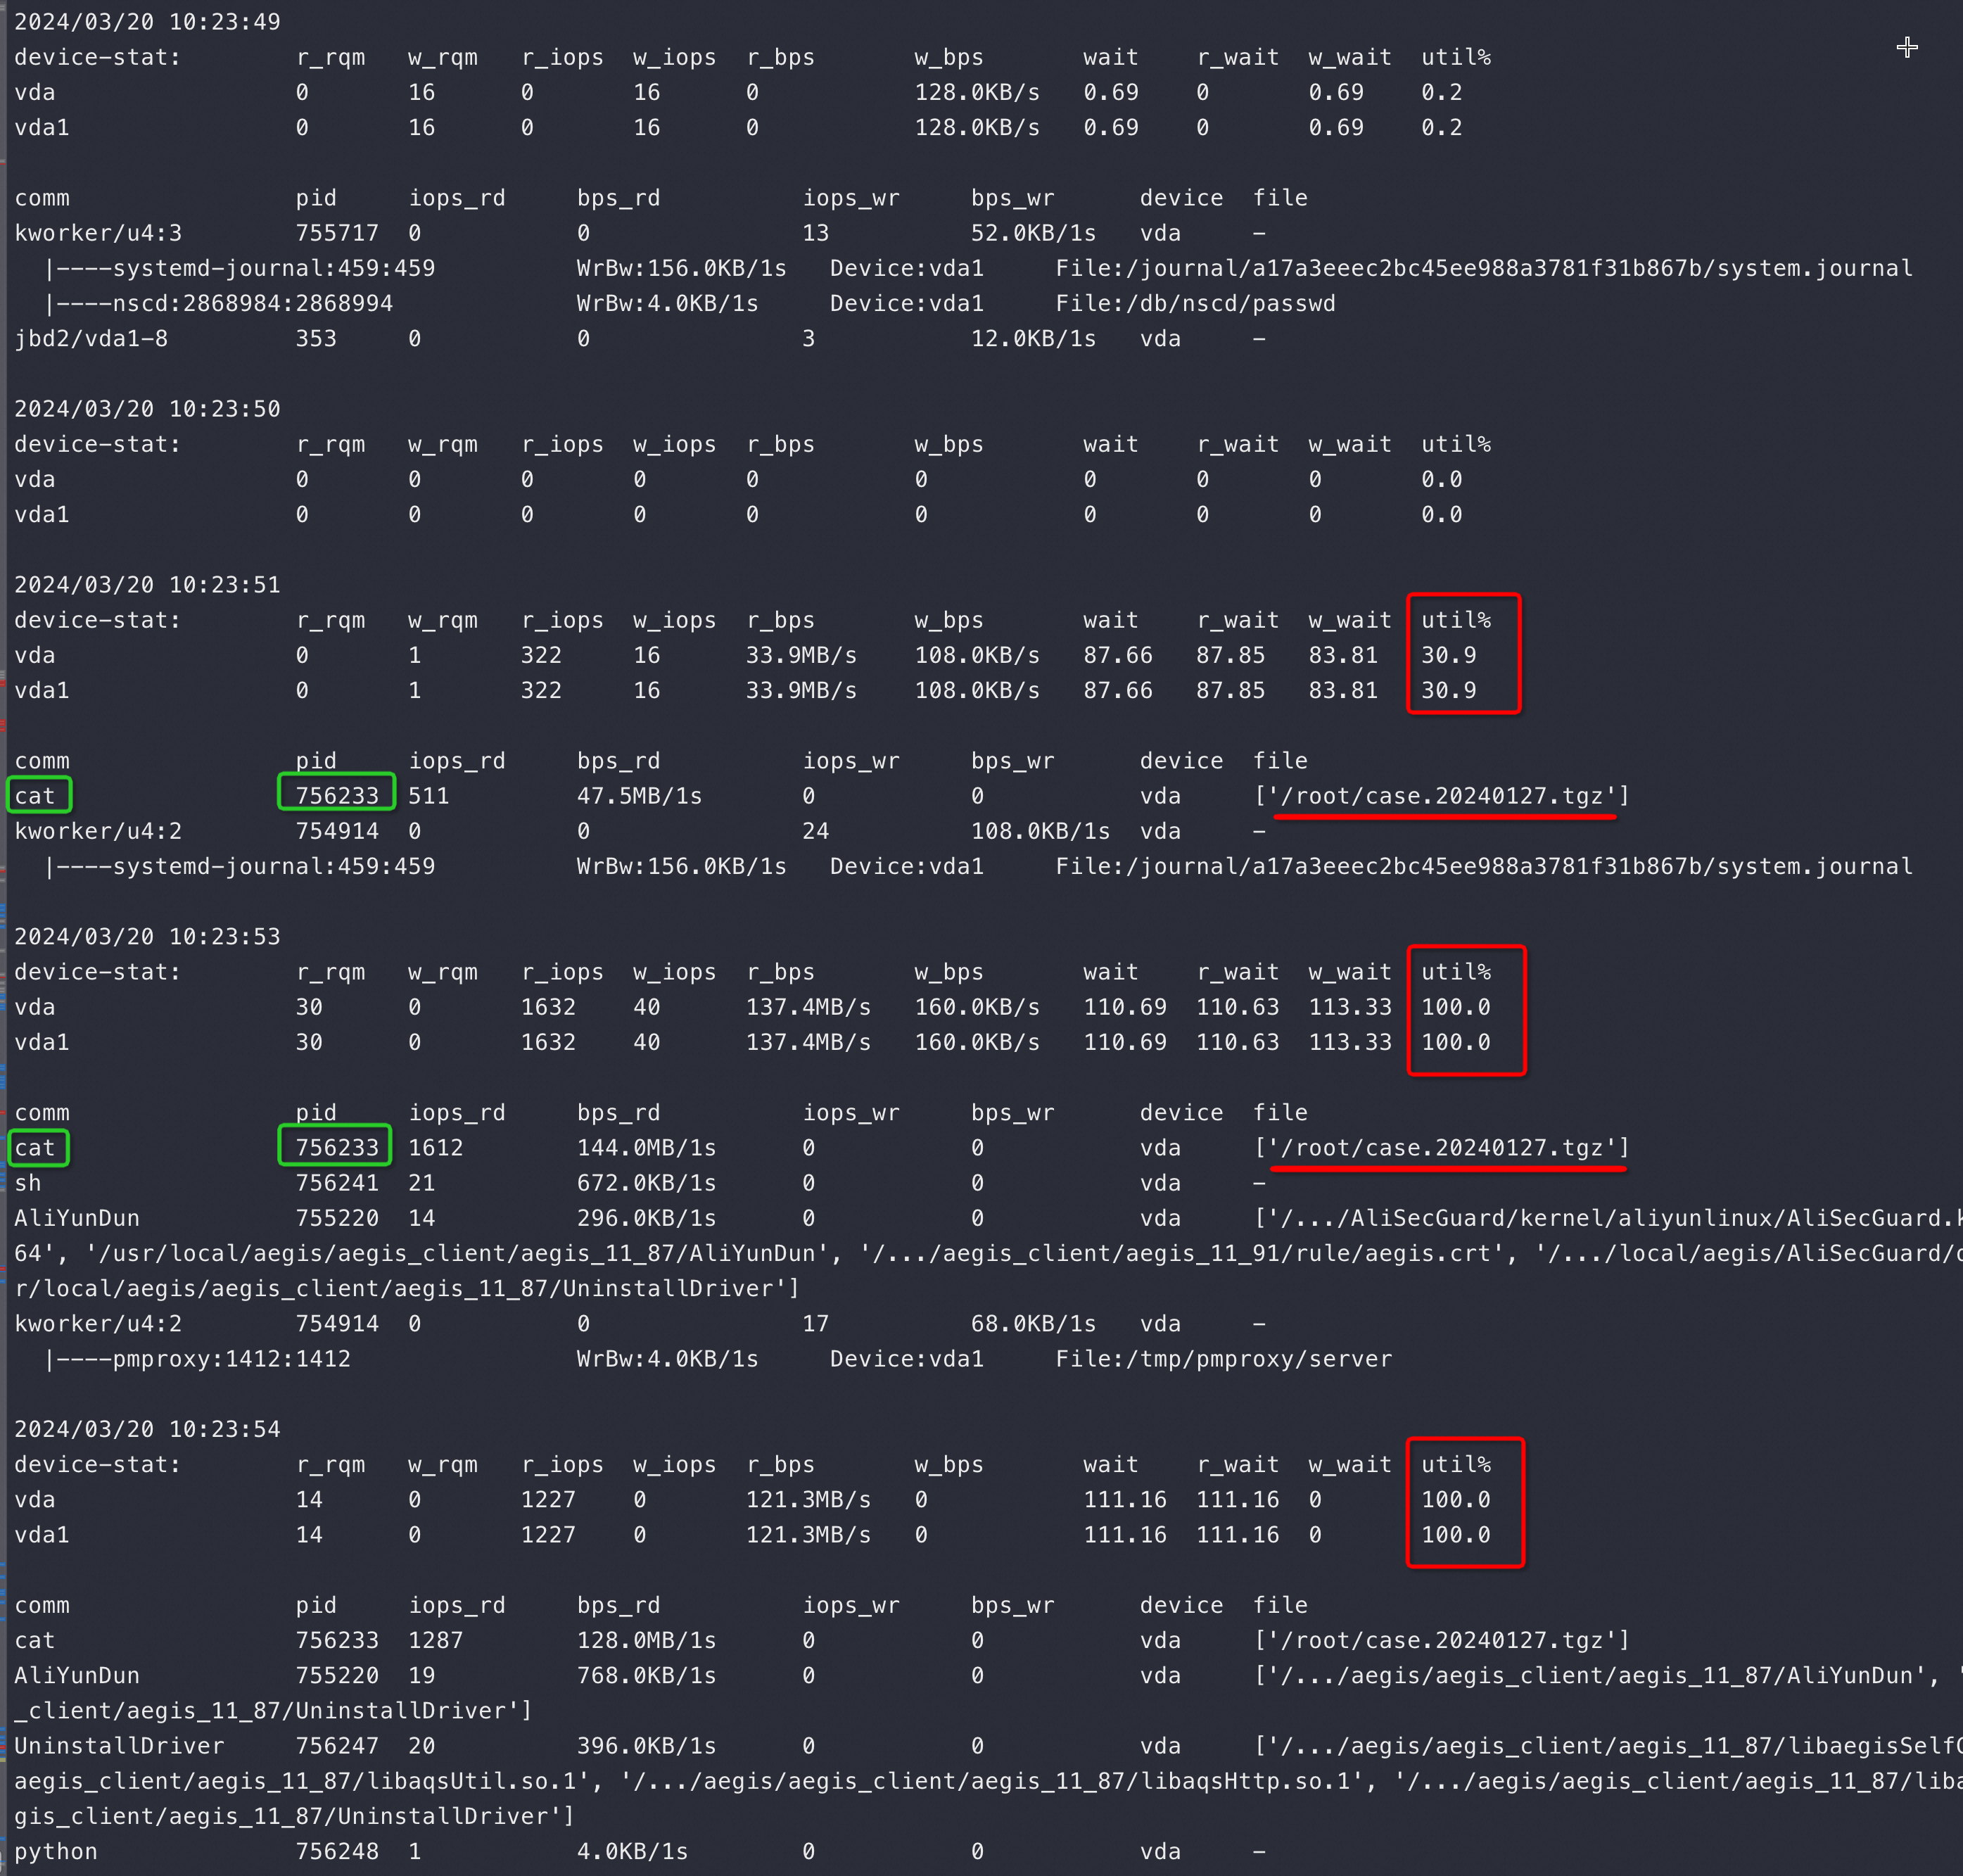 2024/03/20 10:23:49
device-stat: r_rqm w_rqm r_iops w_iops r_bps w_bps wait r_wait w_wait util%
vda 0 16 0 16 0 128.0KB/s 0.69 0 0.69 0.2
vda1 0 16 0 16 0 128.0KB/s 0.69 0 0.69 0.2
comm pid iops_rd bps_rd iops_wr bps_wr device file
kworker/u4:3 755717 0 0 13 52.0KB/1s vda -
|----systemd-journal:459:459 WrBw:156.0KB/1s Device:vda1 File:/journal/a17a3eeec2bc45ee988a3781f31b867b/system.journal
|----nscd:2868984:2868994 WrBw:4.0KB/1s Device:vda1 File:/db/nscd/passwd
jbd2/vda1-8 353 0 0 3 12.0KB/1s vda -
2024/03/20 10:23:50
device-stat: r_rqm w_rqm r_iops w_iops r_bps w_bps wait r_wait w_wait util%
vda 0 0 0 0 0 0 0 0 0 0.0
vda1 0 0 0 0 0 0 0 0 0 0.0
2024/03/20 10:23:51
device-stat: r_rqm w_rqm r_iops w_iops r_bps w_bps wait r_wait w_wait util%
vda 0 1 322 16 33.9MB/s 108.0KB/s 87.66 87.85 83.81 30.9
vda1 0 1 322 16 33.9MB/s 108.0KB/s 87.66 87.85 83.81 30.9
comm pid iops_rd bps_rd iops_wr bps_wr device file
cat 756233 511 47.5MB/1s 0 0 vda ['/root/case.20240127.tgz']
kworker/u4:2 754914 0 0 24 108.0KB/1s vda -
|----systemd-journal:459:459 WrBw:156.0KB/1s Device:vda1 File:/journal/a17a3eeec2bc45ee988a3781f31b867b/system.journal
2024/03/20 10:23:53
device-stat: r_rqm w_rqm r_iops w_iops r_bps w_bps wait r_wait w_wait util%
vda 30 0 1632 40 137.4MB/s 160.0KB/s 110.69 110.63 113.33 100.0
vda1 30 0 1632 40 137.4MB/s 160.0KB/s 110.69 110.63 113.33 100.0
comm pid iops_rd bps_rd iops_wr bps_wr device file
cat 756233 1612 144.0MB/1s 0 0 vda ['/root/case.20240127.tgz']
sh 756241 21 672.0KB/1s 0 0 vda -
AliYunDun 755220 14 296.0KB/1s 0 0 vda ['/.../AliSecGuard/kernel/aliyunlinux/AliSecGuard.k
64', '/usr/local/aegis/aegis_client/aegis_11_87/AliYunDun', '/.../aegis_client/aegis_11_91/rule/aegis.crt', '/.../local/aegis/AliSecGuard/
r/local/aegis/aegis_client/aegis_11_87/UninstallDriver']
kworker/u4:2 754914 0 0 17 68.0KB/1s vda -
|----pmproxy:1412:1412 WrBw:4.0KB/1s Device:vda1 File:/tmp/pmproxy/server
2024/03/20 10:23:54
device-stat: r_rqm w_rqm r_iops w_iops r_bps w_bps wait r_wait w_wait util%
vda 14 0 1227 0 121.3MB/s 0 111.16 111.16 0 100.0
vda1 14 0 1227 0 121.3MB/s 0 111.16 111.16 0 100.0
comm pid iops_rd bps_rd iops_wr bps_wr device file
cat 756233 1287 128.0MB/1s 0 0 vda ['/root/case.20240127.tgz']
AliYunDun 755220 19 768.0KB/1s 0 0 vda ['/.../aegis/aegis_client/aegis_11_87/AliYunDun', '
_client/aegis_11_87/UninstallDriver']
UninstallDriver 756247 20 396.0KB/1s 0 0 vda ['/.../aegis/aegis_client/aegis_11_87/libaegisSelf
aegis_client/aegis_11_87/libaqsUtil.so.1', '/.../aegis/aegis_client/aegis_11_87/libaqsHttp.so.1', '/.../aegis/aegis_client/aegis_11_87/liba
gis_client/aegis_11_87/UninstallDriver']
python 756248 1 4.0KB/1s 0 0 vda -